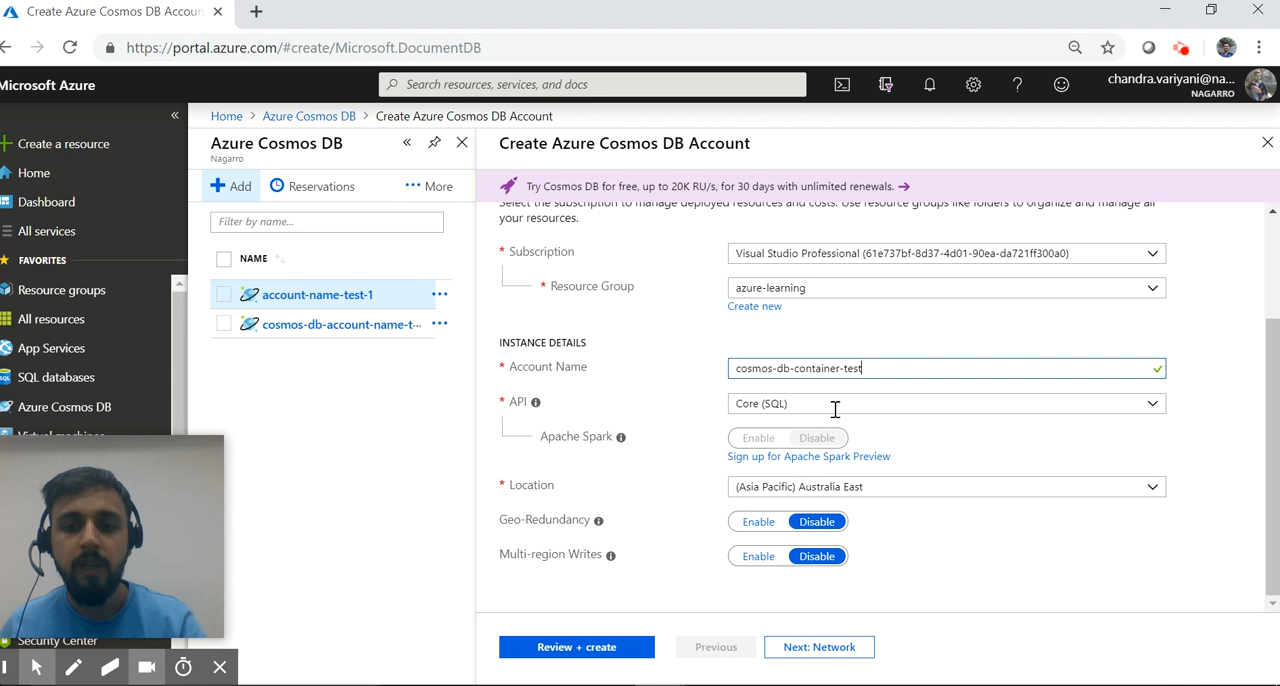 Create Azure Cosmos DB Accoun
https://portal.azure.com/#create/Microsoft.DocumentDB
Microsoft Azure
Search resources, services, and docs
chandra.variyani@na...
NAGARRO
Create a resource
Home
Dashboard
All services
FAVORITES
Resource groups
All resources
App Services
SQL databases
Azure Cosmos DB
Virtual machines
Security Center
Home > Azure Cosmos DB > Create Azure Cosmos DB Account
Azure Cosmos DB
Nagarro
Add
Reservations
More
Filter by name...
NAME
account-name-test-1
cosmos-db-account-name-t...
Create Azure Cosmos DB Account
Try Cosmos DB for free, up to 20K RU/s, for 30 days with unlimited renewals.
Select the subscription to manage deployed resources and costs. Use resource groups like folders to organize and manage all
your resources.
* Subscription
Visual Studio Professional (61e737bf-8d37-4d01-90ea-da721ff300a0)
* Resource Group
azure-learning
Create new
INSTANCE DETAILS
* Account Name
cosmos-db-container-test
* API
Core (SQL)
Apache Spark
Enable Disable
Sign up for Apache Spark Preview
* Location
(Asia Pacific) Australia East
Geo-Redundancy
Enable Disable
Multi-region Writes
Enable Disable
Review + create
Previous
Next: Network